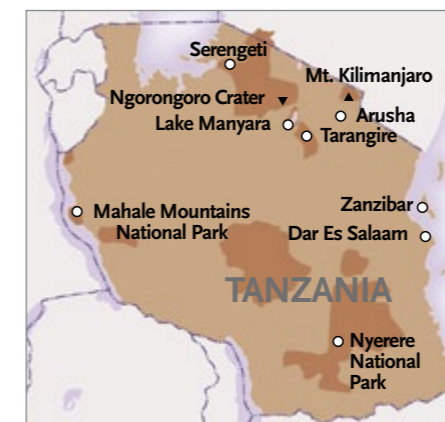 Serengeti
Mt. Kilimanjaro
Ngorongoro Crater
Arusha
Lake Manyara
Tarangire
Zanzibar
Mahale Mountains
National Park
Dar Es Salaam
TANZANIA
Nyerere
National
Park